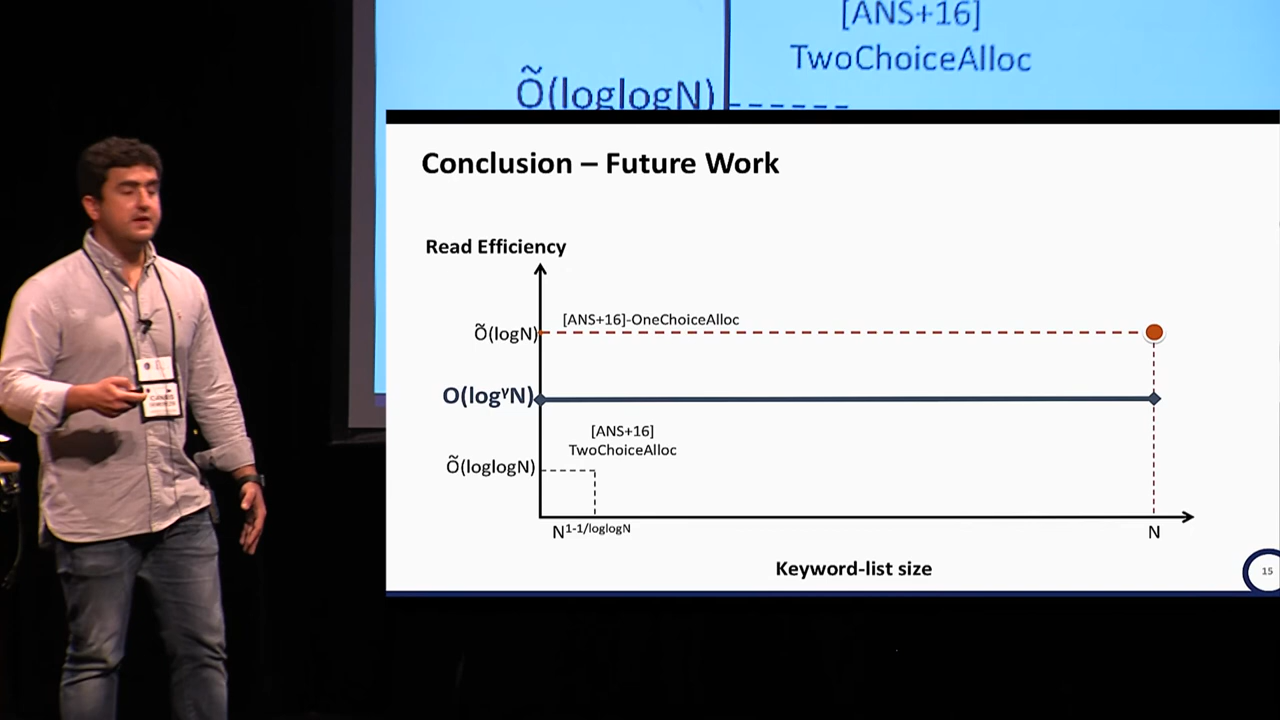 [ANS+16]
TwoChoiceAlloc
Õ(loglogN)
Conclusion – Future Work
Read Efficiency
[ANS+16]-OneChoiceAlloc
Õ(logN)
O(logᵞN)
[ANS+16]
TwoChoiceAlloc
Õ(loglogN)
N¹⁻¹/ˡᵒᵍˡᵒᵍᴺ
N
Keyword-list size
15